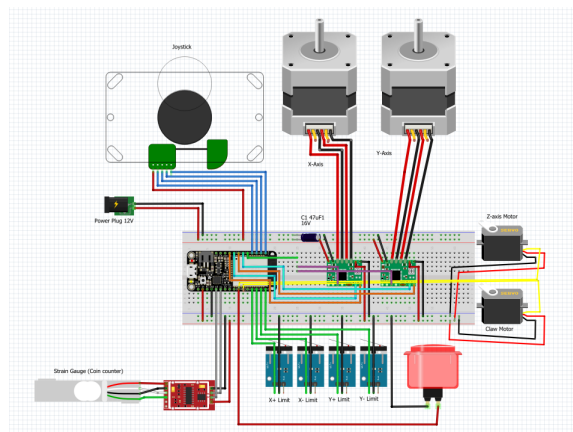 Joystick
X-Axis
Y-Axis
Power Plug 12V
C1 47uF1
16V
Z-axis Motor
Claw Motor
Strain Gauge (Coin counter)
X+ Limit
X- Limit
Y+ Limit
Y- Limit